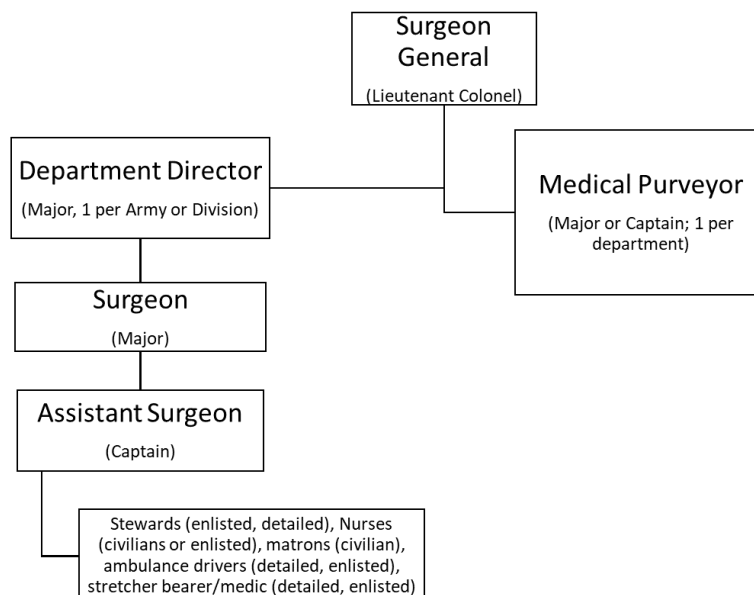 Surgeon
General
(Lieutenant Colonel)
Department Director
(Major, 1 per Army or Division)
Medical Purveyor
(Major or Captain; 1 per
department)
Surgeon
(Major)
Assistant Surgeon
(Captain)
Stewards (enlisted, detailed), Nurses
(civilians or enlisted), matrons (civilian),
ambulance drivers (detailed, enlisted),
stretcher bearer/medic (detailed, enlisted)